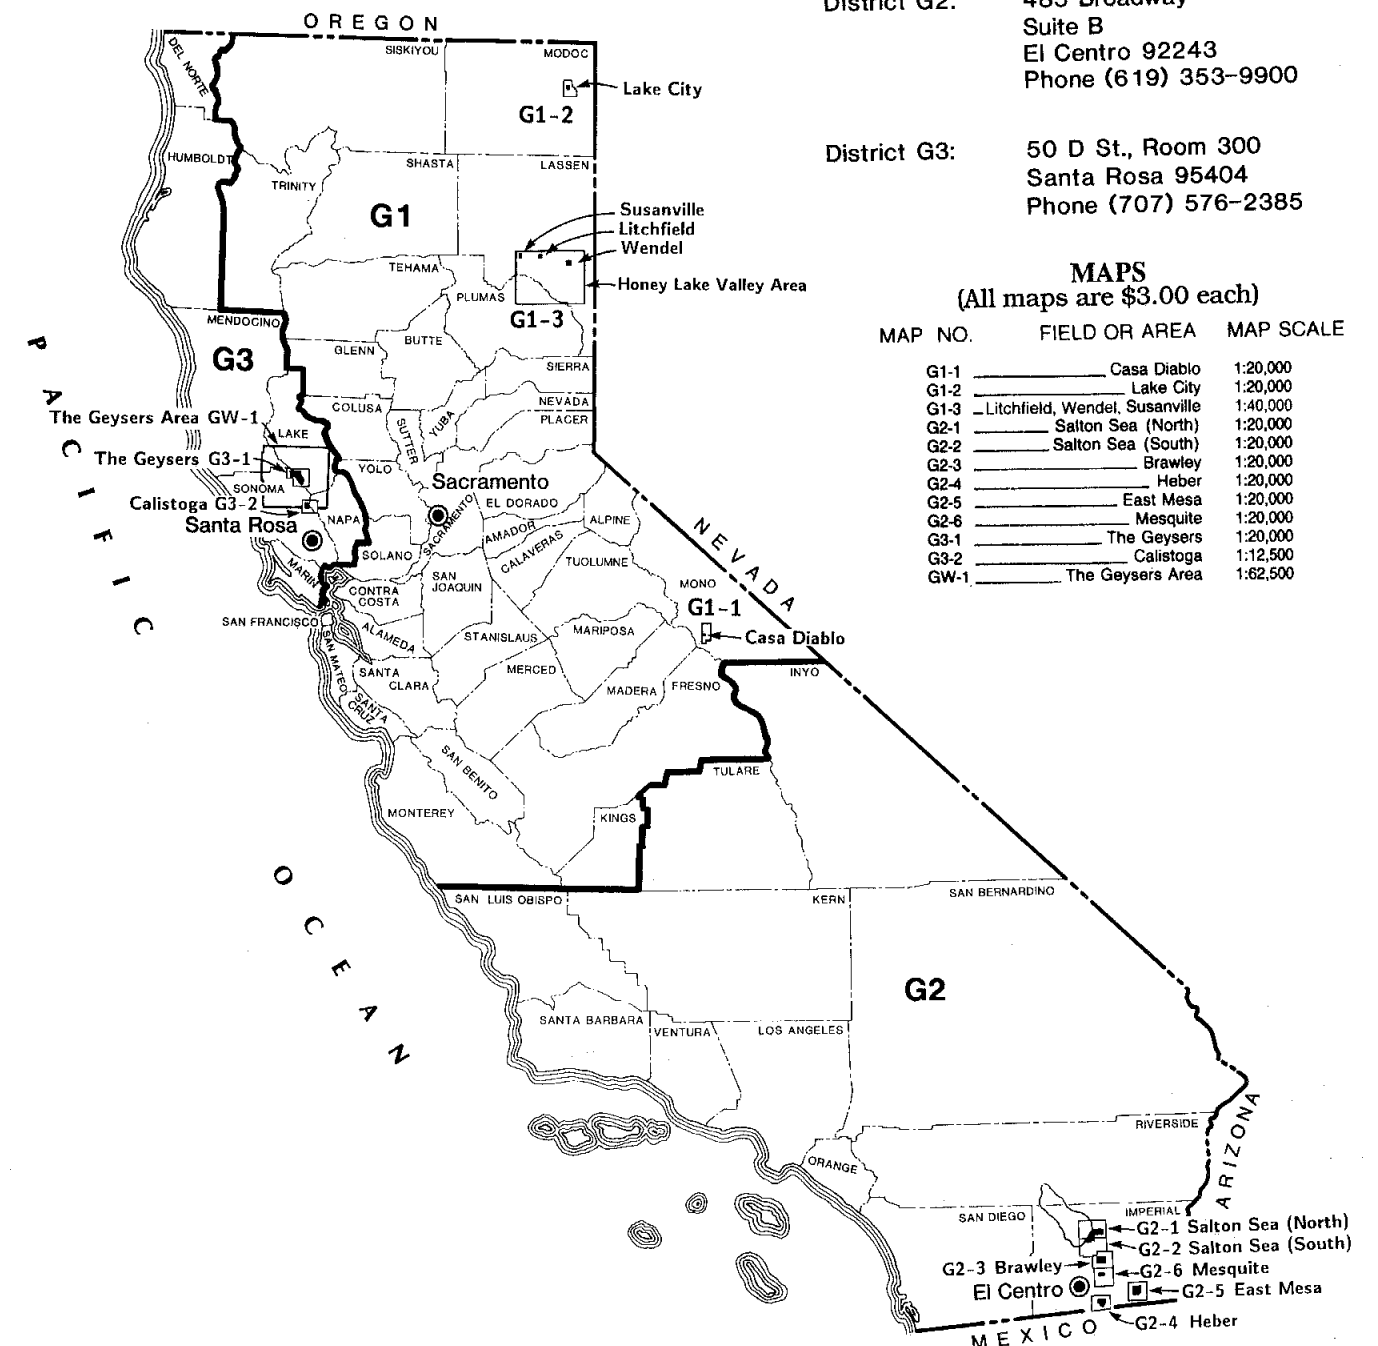 District G2:
485 Broadway
Suite B
El Centro 92243
Phone (619) 353-9900
District G3:
50 D St., Room 300
Santa Rosa 95404
Phone (707) 576-2385
MAPS
(All maps are $3.00 each)
MAP NO. FIELD OR AREA MAP SCALE
G1-1 Casa Diablo 1:20,000
G1-2 Lake City 1:20,000
G1-3 Litchfield, Wendel, Susanville 1:40,000
G2-1 Salton Sea (North) 1:20,000
G2-2 Salton Sea (South) 1:20,000
G2-3 Brawley 1:20,000
G2-4 Heber 1:20,000
G2-5 East Mesa 1:20,000
G2-6 Mesquite 1:20,000
G3-1 The Geysers 1:20,000
G3-2 Calistoga 1:12,500
GW-1 The Geysers Area 1:62,500
OREGON
DEL NORTE
SISKIYOU
MODOC
Lake City
G1-2
HUMBOLDT
TRINITY
SHASTA
LASSEN
G1
Susanville
Litchfield
Wendel
Honey Lake Valley Area
G1-3
TEHAMA
PLUMAS
MENDOCINO
G3
GLENN
BUTTE
SIERRA
NEVADA
PLACER
COLUSA
SUTTER
YUBA
The Geysers Area GW-1
LAKE
The Geysers G3-1
SONOMA
YOLO
Calistoga G3-2
Santa Rosa
NAPA
Sacramento
EL DORADO
SACRAMENTO
AMADOR
ALPINE
SOLANO
CALAVERAS
TUOLUMNE
MARIN
CONTRA
COSTA
SAN
JOAQUIN
MONO
G1-1
Casa Diablo
NEVADA
SAN FRANCISCO
ALAMEDA
STANISLAUS
MARIPOSA
SAN MATEO
SANTA
CLARA
MERCED
MADERA
FRESNO
INYO
SANTA
CRUZ
SAN BENITO
TULARE
MONTEREY
KINGS
PACIFIC
OCEAN
SAN LUIS OBISPO
KERN
SAN BERNARDINO
G2
SANTA BARBARA
VENTURA
LOS ANGELES
RIVERSIDE
ORANGE
ARIZONA
SAN DIEGO
IMPERIAL
G2-1 Salton Sea (North)
G2-2 Salton Sea (South)
G2-3 Brawley
G2-6 Mesquite
El Centro
G2-5 East Mesa
G2-4 Heber
MEXICO